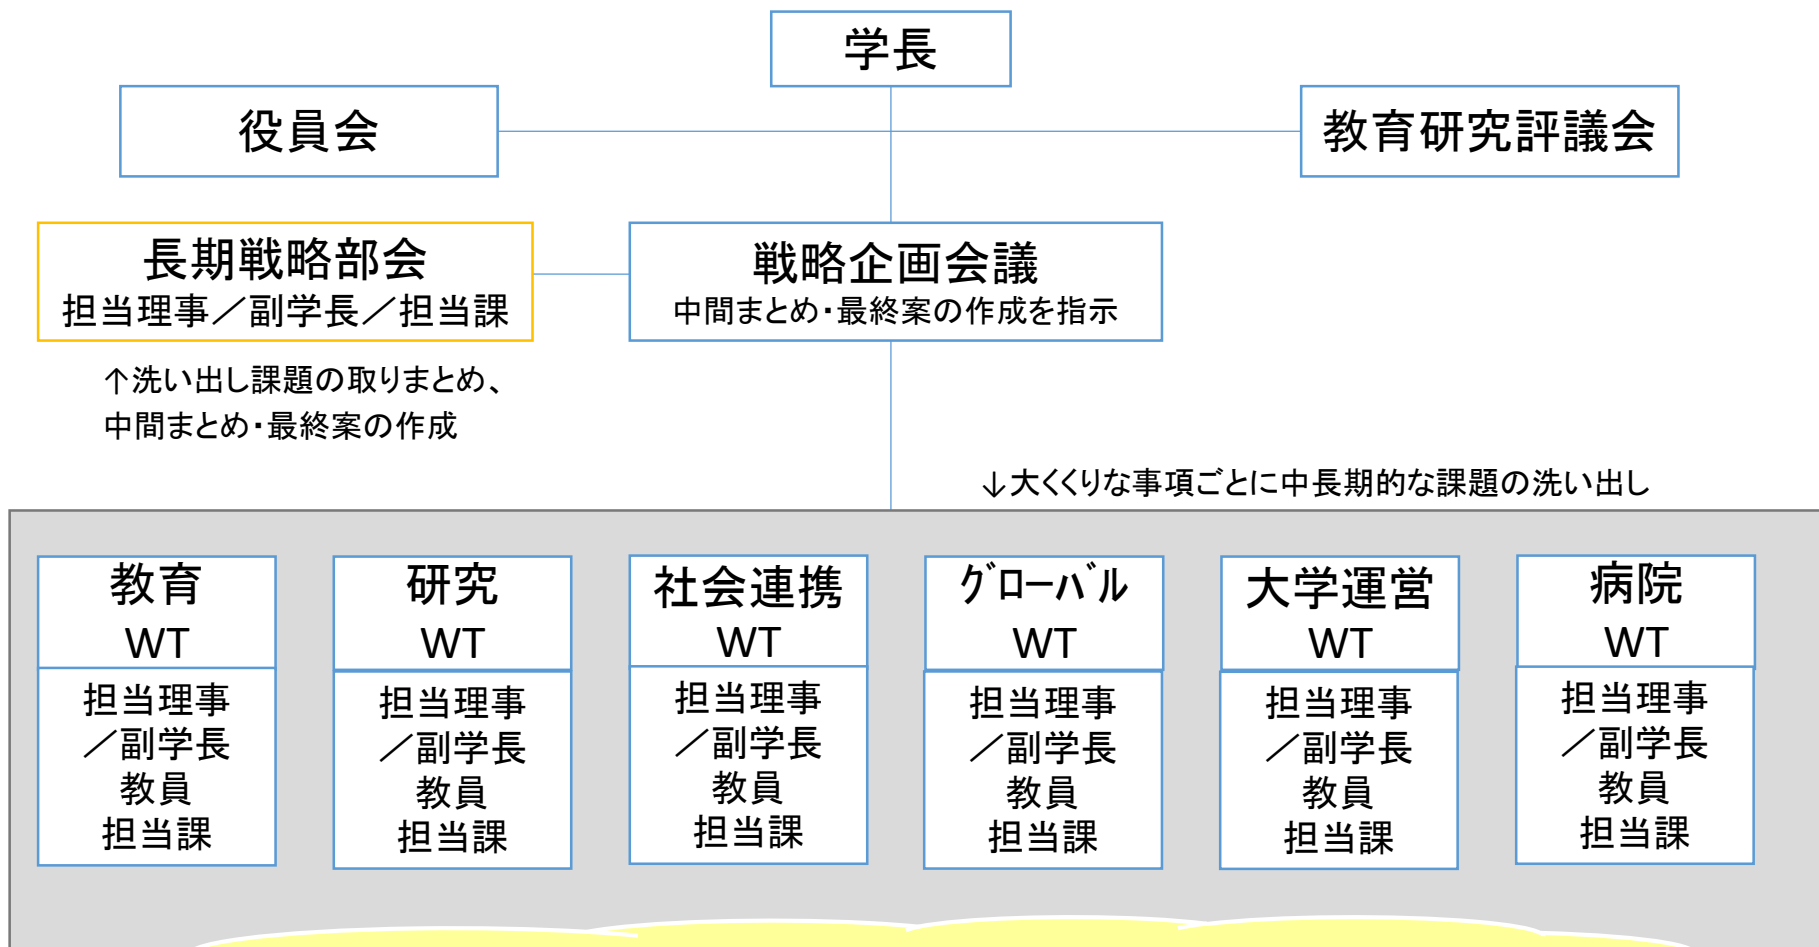 学長
役員会
教育研究評議会
長期戦略部会
担当理事／副学長／担当課
戦略企画会議
中間まとめ・最終案の作成を指示
↑洗い出し課題の取りまとめ、
中間まとめ・最終案の作成
↓大くくりな事項ごとに中長期的な課題の洗い出し
教育
WT
担当理事
／副学長
教員
担当課
研究
WT
担当理事
／副学長
教員
担当課
社会連携
WT
担当理事
／副学長
教員
担当課
グローバル
WT
担当理事
／副学長
教員
担当課
大学運営
WT
担当理事
／副学長
教員
担当課
病院
WT
担当理事
／副学長
教員
担当課